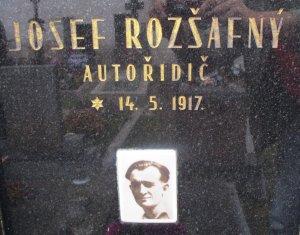 JOSEF ROZŠAFNÝ
AUTOŘIDIČ
* 14. 5. 1917.